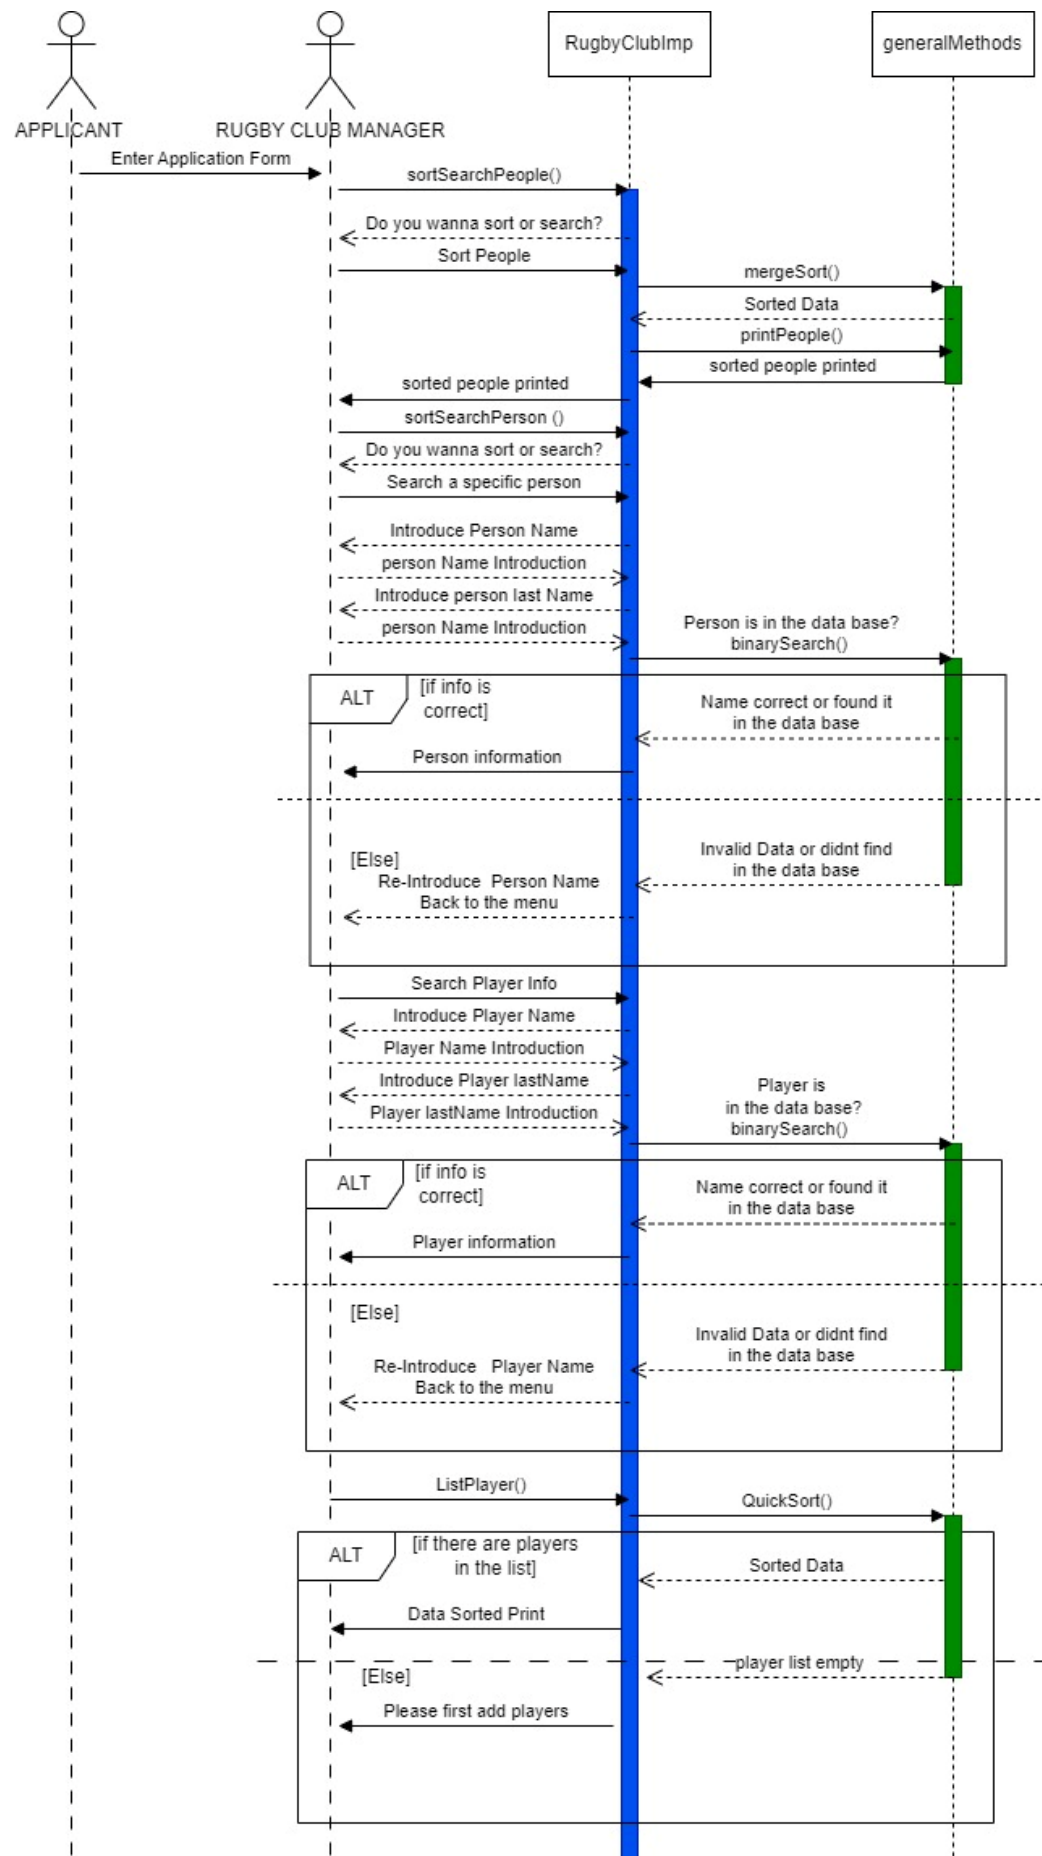 RugbyClubImp
generalMethods
APPLICANT
RUGBY CLUB MANAGER
Enter Application Form
sortSearchPeople()
Do you wanna sort or search?
Sort People
mergeSort()
Sorted Data
printPeople()
sorted people printed
sorted people printed
sortSearchPerson ()
Do you wanna sort or search?
Search a specific person
Introduce Person Name
person Name Introduction
Introduce person last Name
person Name Introduction
Person is in the data base?
binarySearch()
ALT
[if info is
correct]
Name correct or found it
in the data base
Person information
Invalid Data or didnt find
in the data base
[Else]
Re-Introduce Person Name
Back to the menu
Search Player Info
Introduce Player Name
Player Name Introduction
Introduce Player lastName
Player lastName Introduction
Player is
in the data base?
binarySearch()
ALT
[if info is
correct]
Name correct or found it
in the data base
Player information
[Else]
Invalid Data or didnt find
in the data base
Re-Introduce Player Name
Back to the menu
ListPlayer()
QuickSort()
ALT
[if there are players
in the list]
Sorted Data
Data Sorted Print
player list empty
[Else]
Please first add players